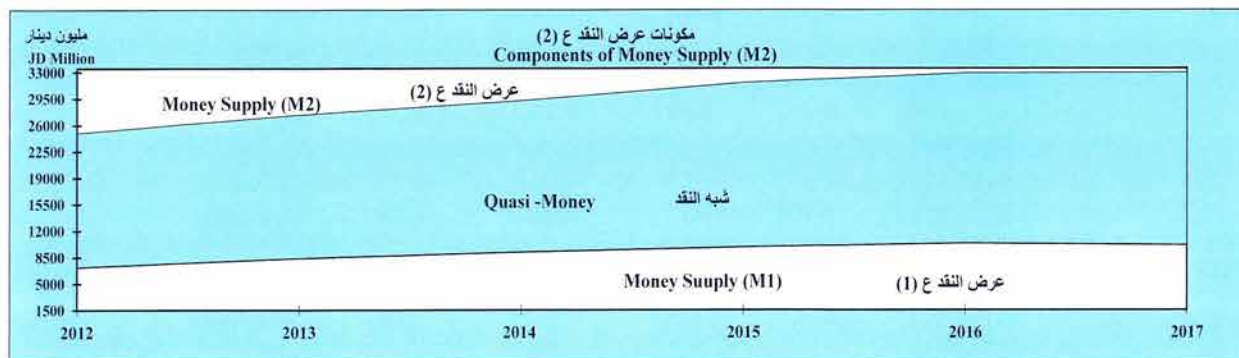 مكونات عرض النقد ع (2)
Components of Money Supply (M2)
مليون دينار
JD Million
33000
29500
26000
22500
19000
15500
12000
8500
5000
1500
Money Supply (M2) عرض النقد ع (2)
Quasi -Money شبه النقد
Money Suuply (M1) عرض النقد ع (1)
2012 2013 2014 2015 2016 2017